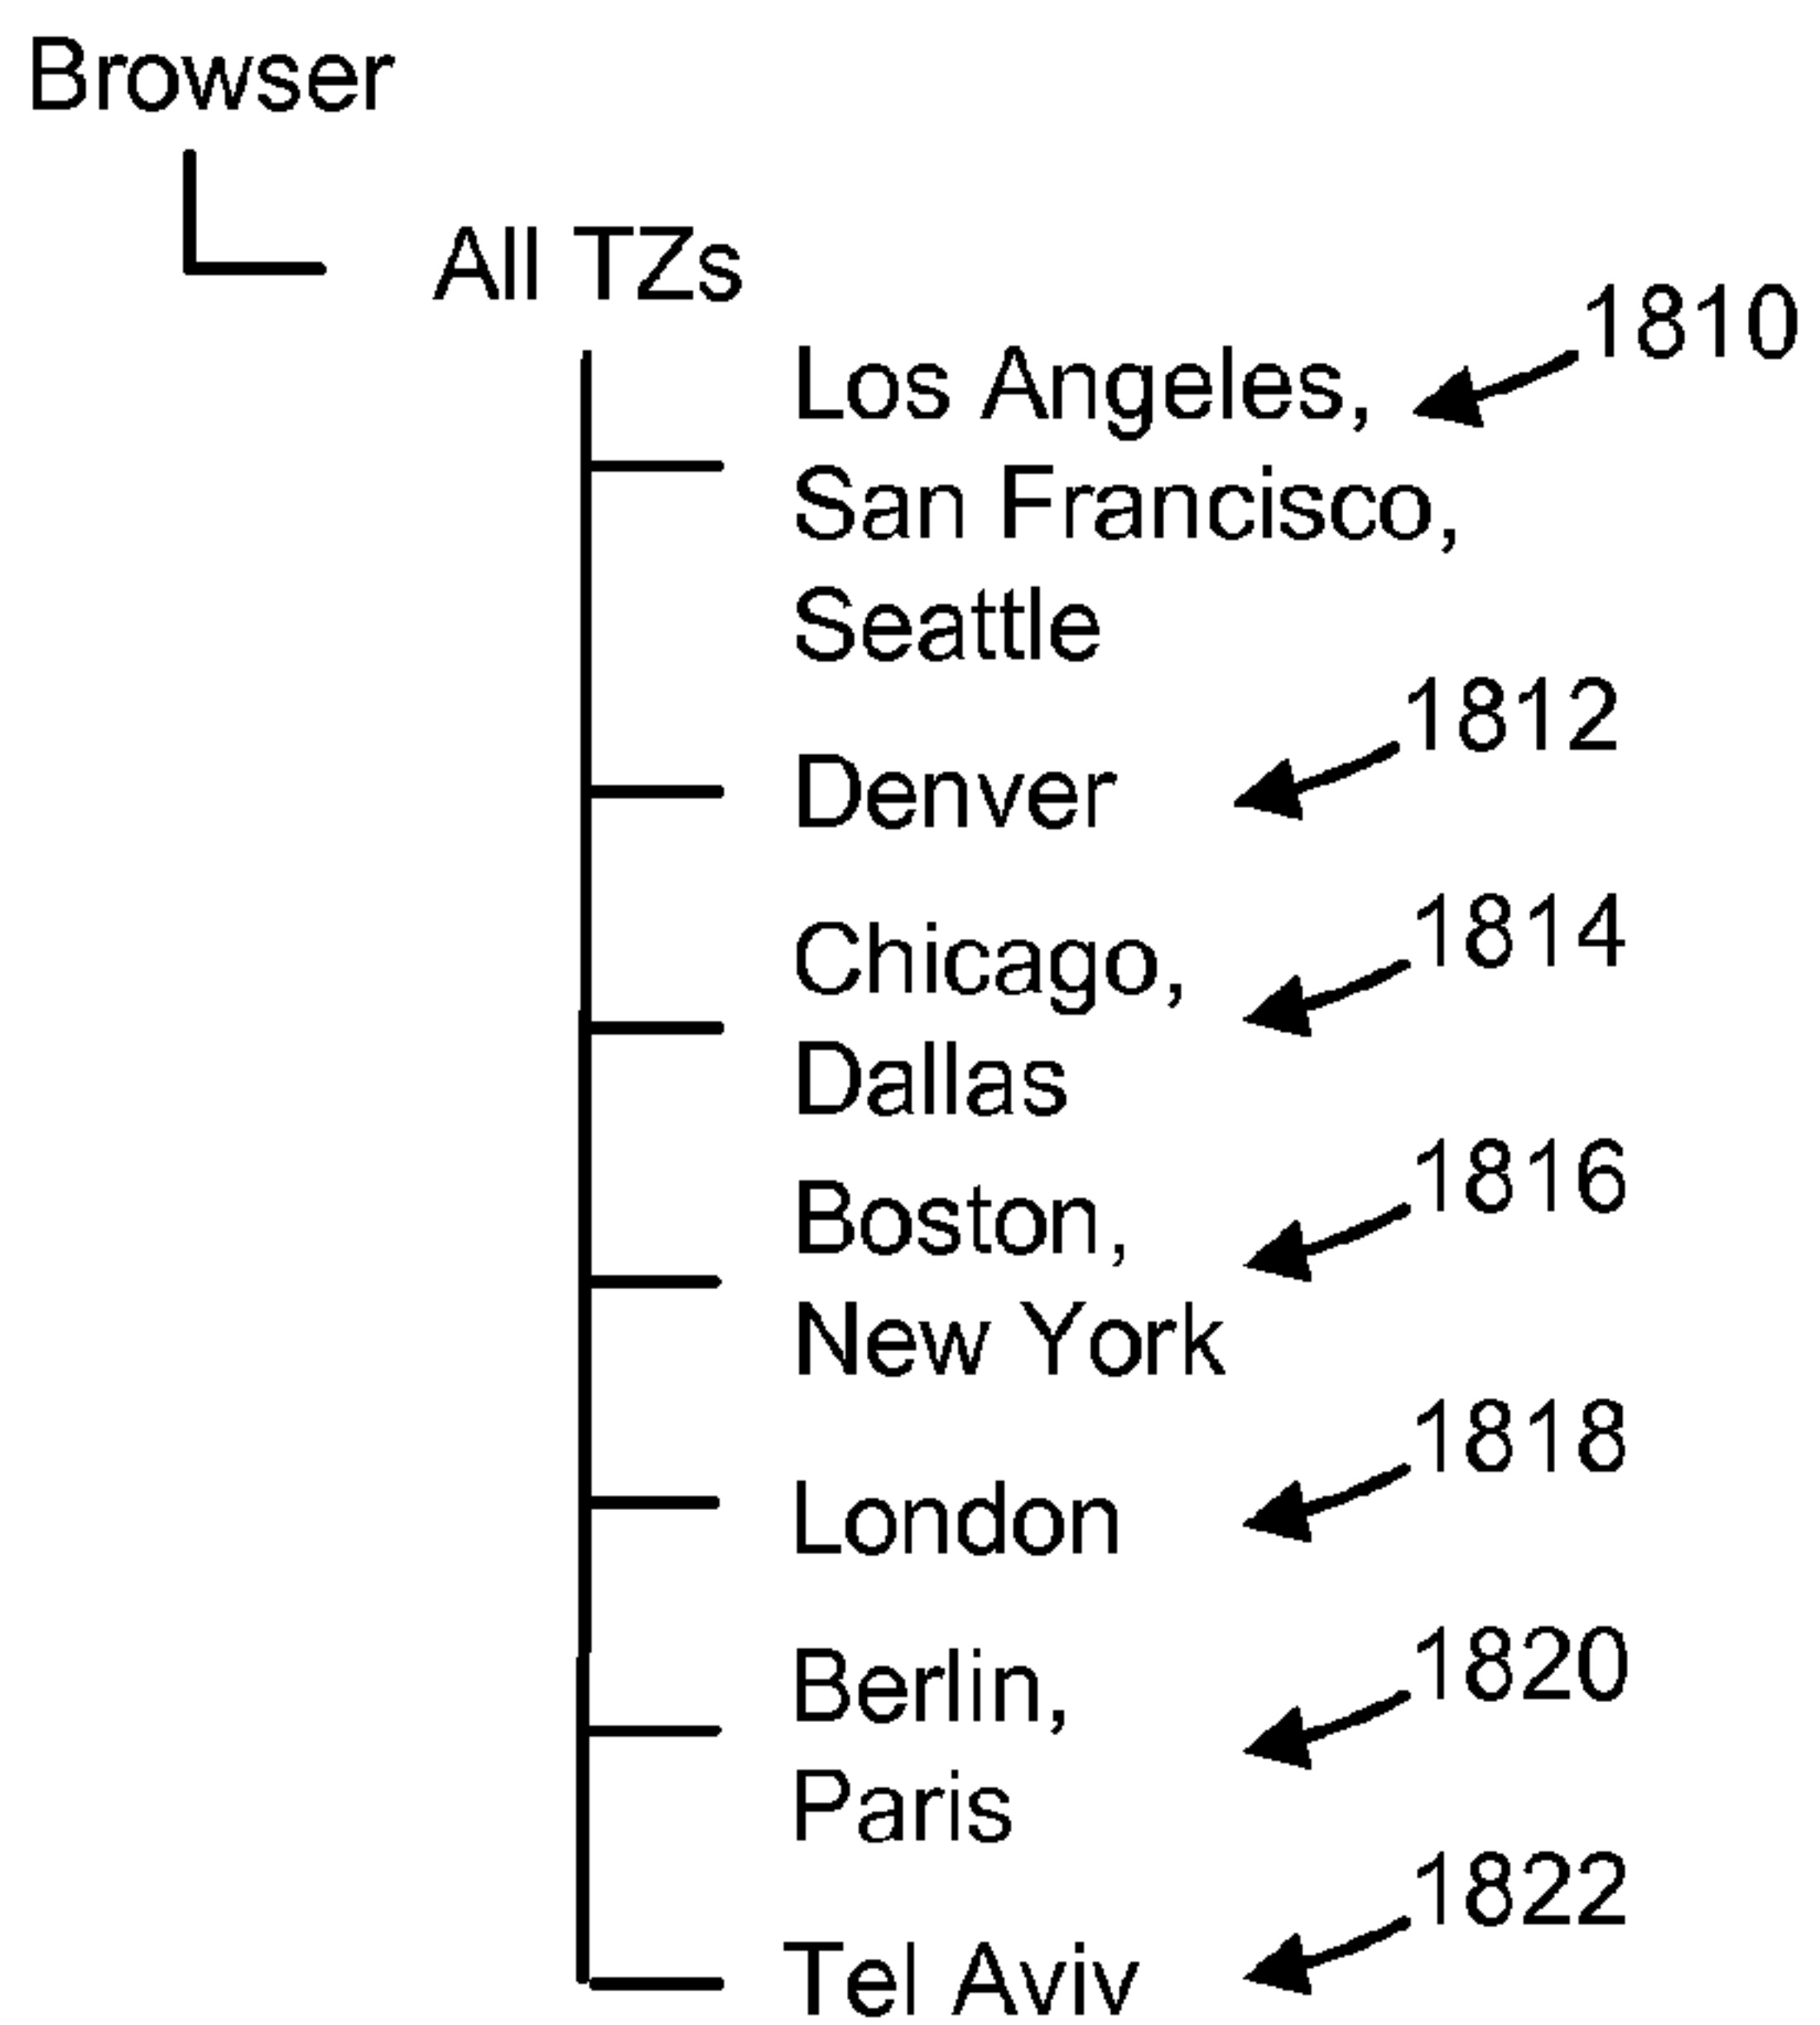 Browser
All TZs
1810
Los Angeles,
San Francisco,
Seattle
1812
Denver
1814
Chicago,
Dallas
1816
Boston,
New York
1818
London
1820
Berlin,
Paris
1822
Tel Aviv